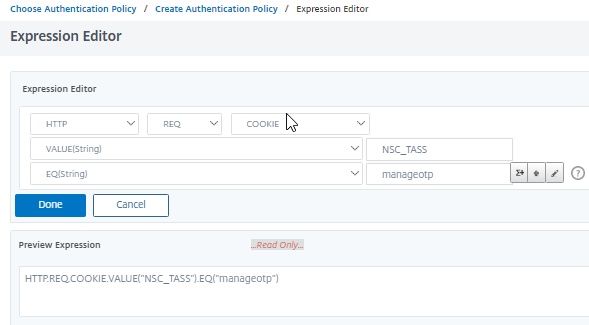 Choose Authentication Policy / Create Authentication Policy / Expression Editor
Expression Editor
Expression Editor
HTTP REQ COOKIE
VALUE(String) NSC_TASS
EQ(String) manageotp
Done Cancel
Preview Expression ...Read Only...
HTTP.REQ.COOKIE.VALUE("NSC_TASS").EQ("manageotp")